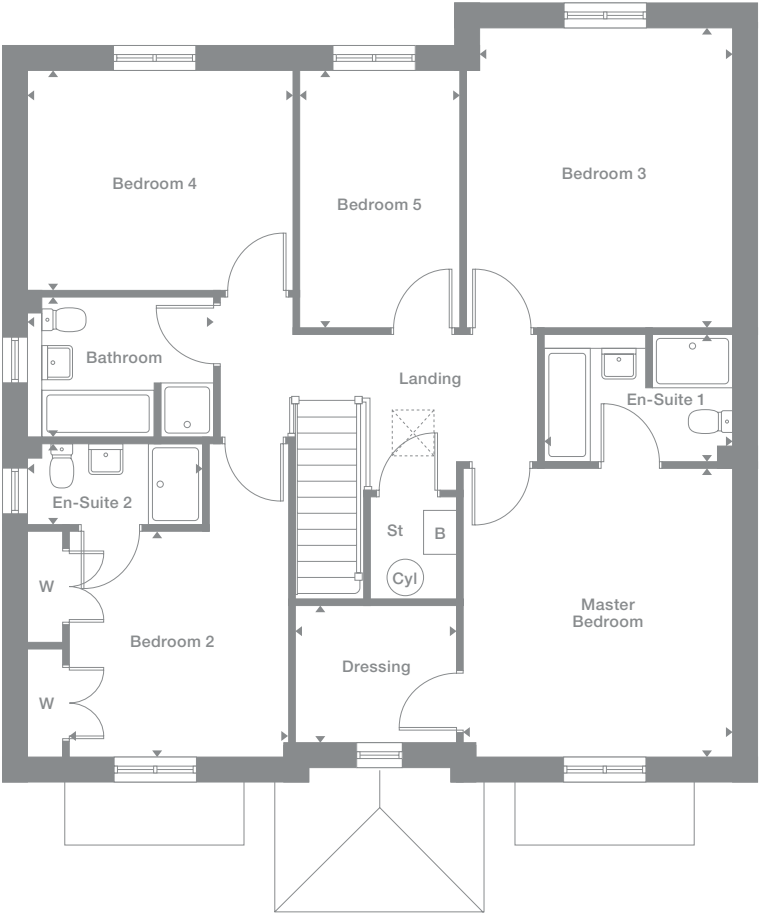 Bedroom 3
Bedroom 4
Bedroom 5
Bathroom
Landing
En-Suite 1
En-Suite 2
St
B
Cyl
W
Master
Bedroom
Bedroom 2
Dressing
W